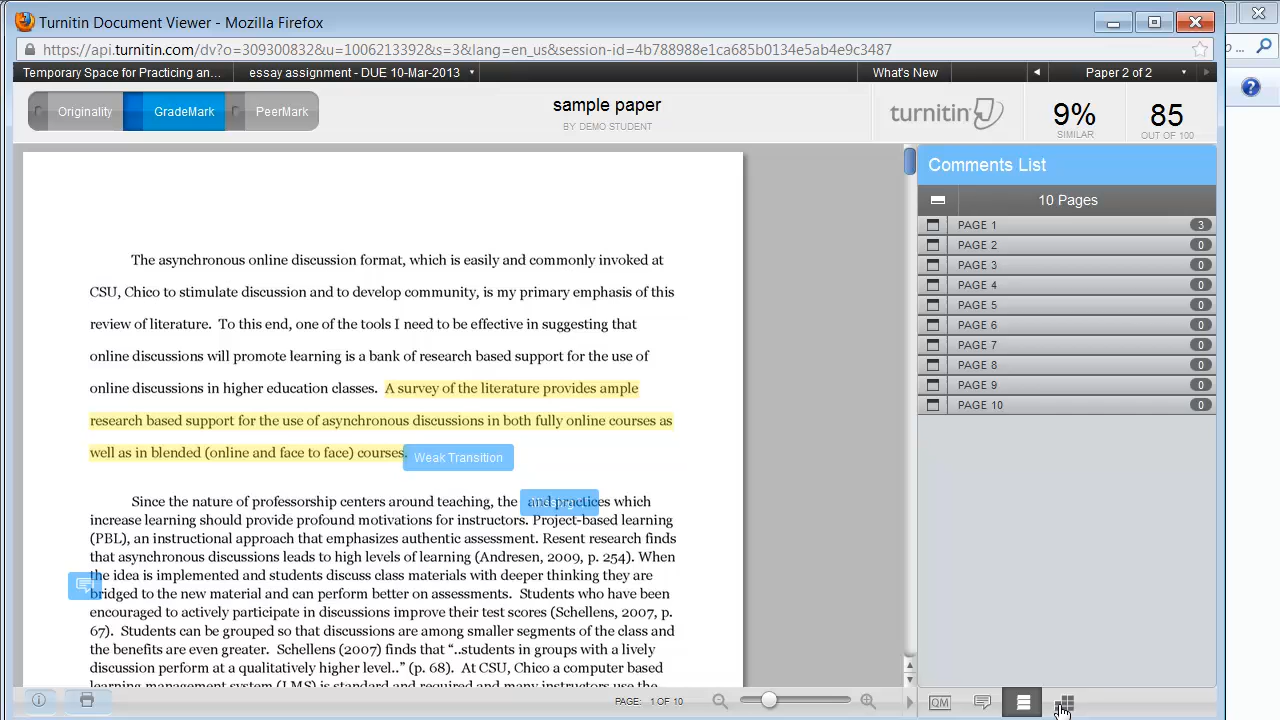 Turnitin Document Viewer - Mozilla Firefox
https://api.turnitin.com/dv?o=309300832&u=1006213392&s=3&lang=en_us&session-id=4b788988e1ca685b0134e5ab4e9c3487
Temporary Space for Practicing an...
essay assignment - DUE 10-Mar-2013
What's New
Paper 2 of 2
Originality
GradeMark
PeerMark
sample paper
BY DEMO STUDENT
turnitin
9%
SIMILAR
85
OUT OF 100
The asynchronous online discussion format, which is easily and commonly invoked at
CSU, Chico to stimulate discussion and to develop community, is my primary emphasis of this
review of literature. To this end, one of the tools I need to be effective in suggesting that
online discussions will promote learning is a bank of research based support for the use of
online discussions in higher education classes. A survey of the literature provides ample
research based support for the use of asynchronous discussions in both fully online courses as
well as in blended (online and face to face) courses.
Weak Transition
Since the nature of professorship centers around teaching, the and practices which
increase learning should provide profound motivations for instructors. Project-based learning
(PBL), an instructional approach that emphasizes authentic assessment. Resent research finds
that asynchronous discussions leads to high levels of learning (Andresen, 2009, p. 254). When
the idea is implemented and students discuss class materials with deeper thinking they are
bridged to the new material and can perform better on assessments. Students who have been
encouraged to actively participate in discussions improve their test scores (Schellens, 2007, p.
67). Students can be grouped so that discussions are among smaller segments of the class and
the benefits are even greater. Schellens (2007) finds that “..students in groups with a lively
discussion perform at a qualitatively higher level..” (p. 68). At CSU, Chico a computer based
learning management system (LMS) is standard and required and many instructors use the
Comments List
10 Pages
PAGE 1 3
PAGE 2 0
PAGE 3 0
PAGE 4 0
PAGE 5 0
PAGE 6 0
PAGE 7 0
PAGE 8 0
PAGE 9 0
PAGE 10 0
PAGE: 1 OF 10
QM